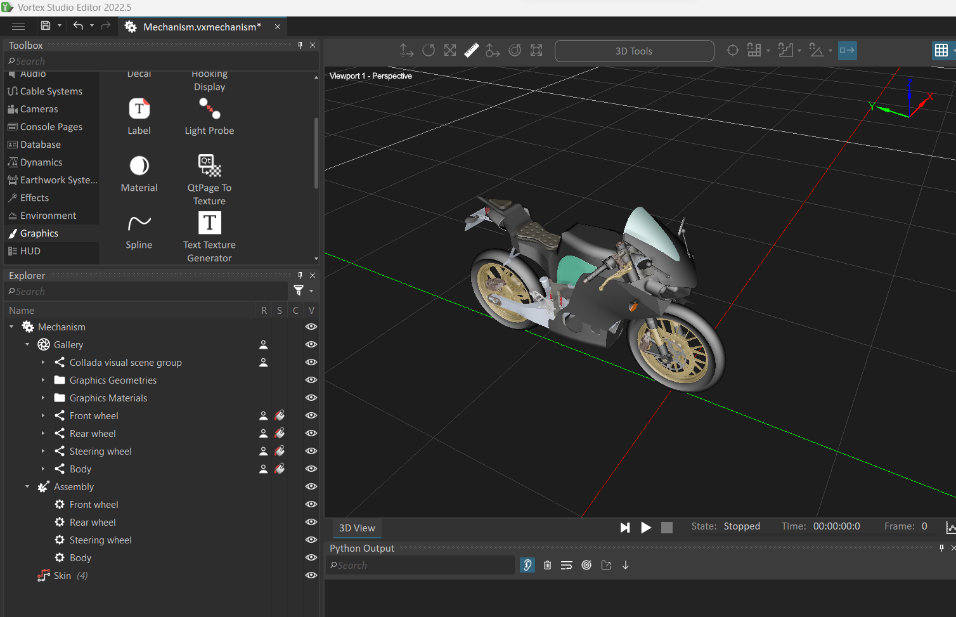 Vortex Studio Editor 2022.5
Mechanism.vxmechanism*
Toolbox
Search
Audio
Cable Systems
Cameras
Console Pages
Database
Dynamics
Earthwork Syste...
Effects
Environment
Graphics
HUD
Decal
Hooking
Display
T
Label
Light Probe
Material
Qt
QtPage To
Texture
Spline
T
Text Texture
Generator
3D Tools
Viewport 1 - Perspective
X
Y
Explorer
Search
Name R S C V
Mechanism
Gallery
Collada visual scene group
Graphics Geometries
Graphics Materials
Front wheel
Rear wheel
Steering wheel
Body
Assembly
Front wheel
Rear wheel
Steering wheel
Body
Skin (4)
3D View
State: Stopped Time: 00:00:00:0 Frame: 0
Python Output
Search